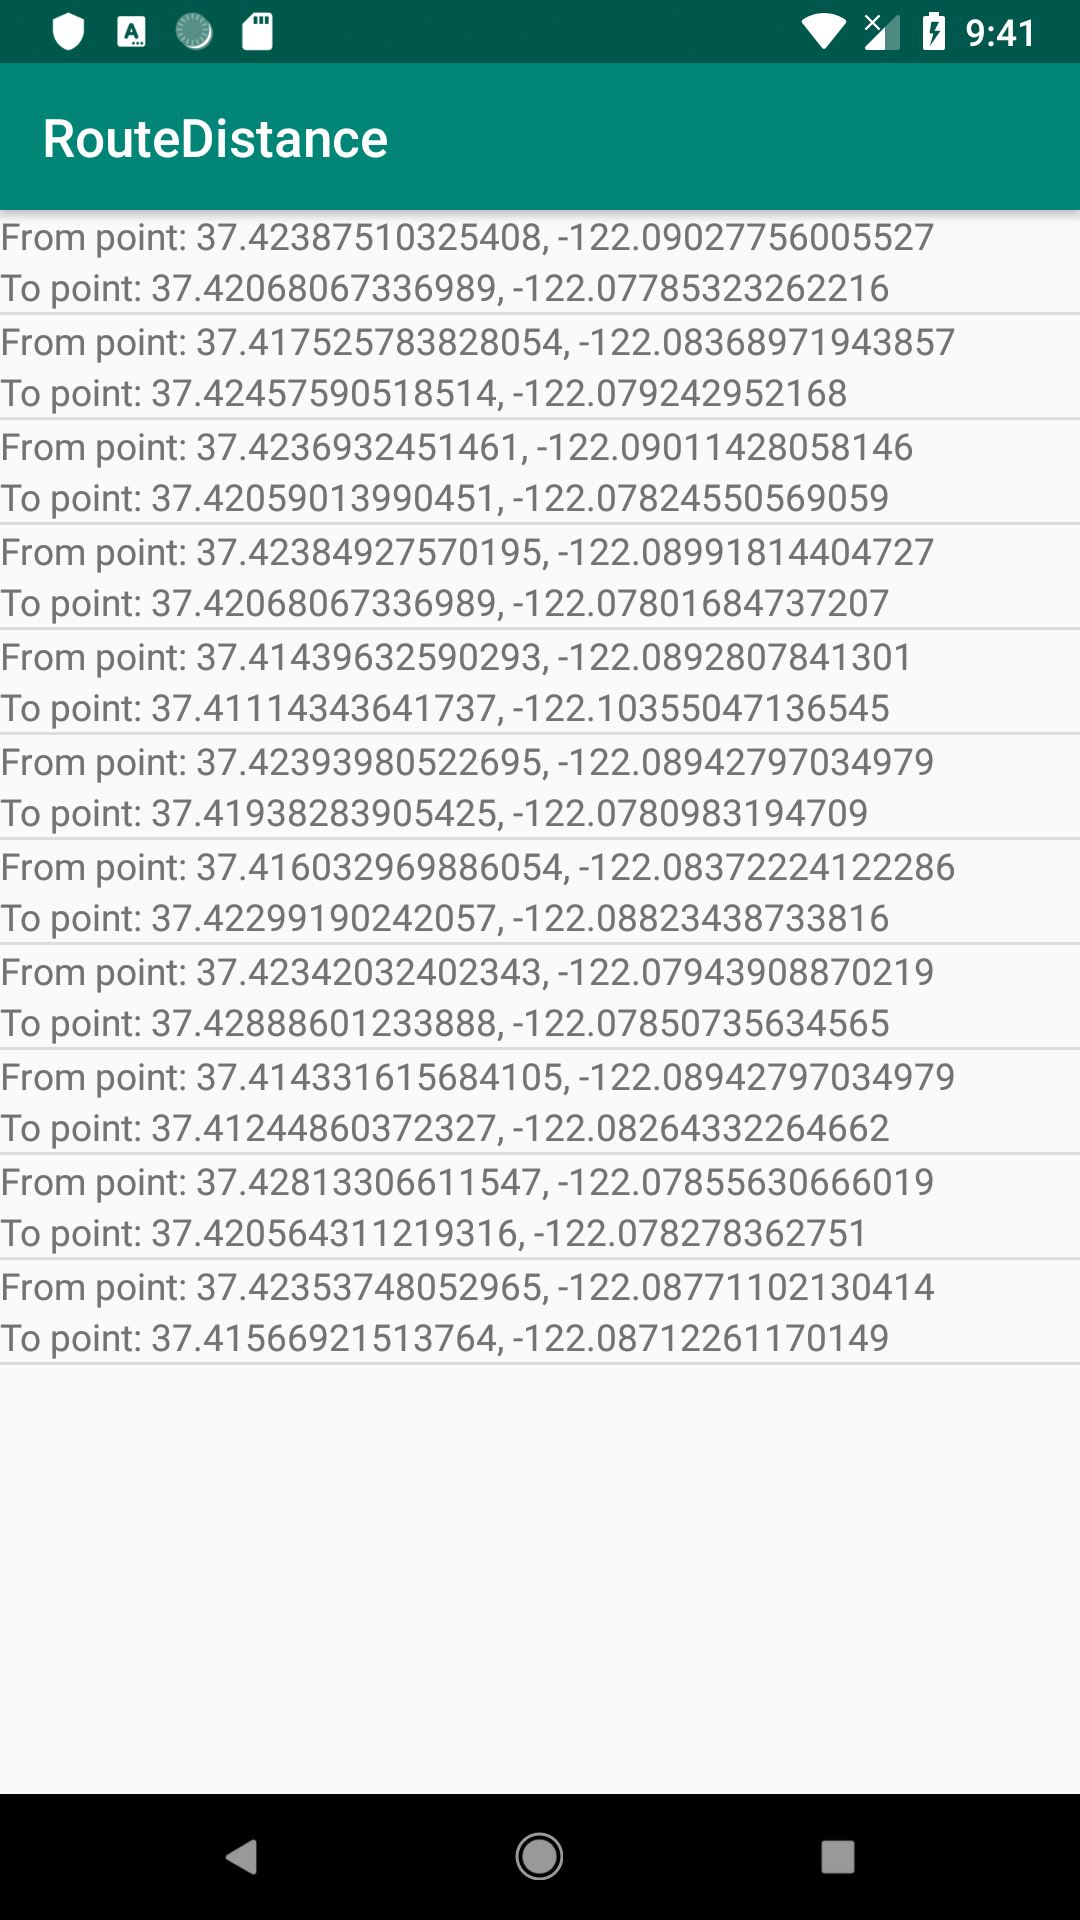 9:41
RouteDistance
From point: 37.42387510325408, -122.09027756005527
To point: 37.42068067336989, -122.07785323262216
From point: 37.417525783828054, -122.08368971943857
To point: 37.42457590518514, -122.079242952168
From point: 37.4236932451461, -122.09011428058146
To point: 37.42059013990451, -122.07824550569059
From point: 37.42384927570195, -122.08991814404727
To point: 37.42068067336989, -122.07801684737207
From point: 37.41439632590293, -122.0892807841301
To point: 37.41114343641737, -122.10355047136545
From point: 37.42393980522695, -122.08942797034979
To point: 37.41938283905425, -122.0780983194709
From point: 37.416032969886054, -122.08372224122286
To point: 37.42299190242057, -122.08823438733816
From point: 37.42342032402343, -122.07943908870219
To point: 37.42888601233888, -122.07850735634565
From point: 37.414331615684105, -122.08942797034979
To point: 37.41244860372327, -122.08264332264662
From point: 37.42813306611547, -122.07855630666019
To point: 37.420564311219316, -122.078278362751
From point: 37.42353748052965, -122.08771102130414
To point: 37.41566921513764, -122.08712261170149